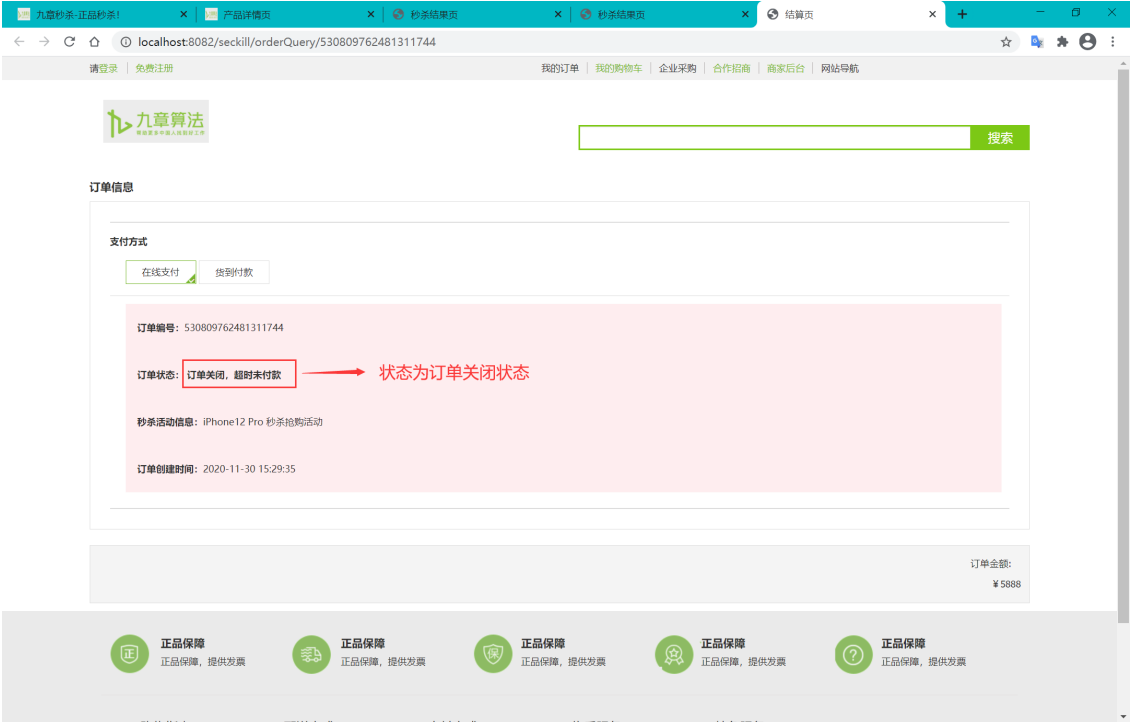 九章秒杀-正品秒杀!
产品详情页
秒杀结果页
秒杀结果页
结算页
localhost:8082/seckill/orderQuery/530809762481311744
请登录 免费注册 我的订单 我的购物车 企业采购 合作招商 商家后台 网站导航
九章算法
搜索
订单信息
支付方式
在线支付 货到付款
订单编号：530809762481311744
订单状态：订单关闭，超时未付款
状态为订单关闭状态
秒杀活动信息：iPhone12 Pro 秒杀抢购活动
订单创建时间：2020-11-30 15:29:35
订单金额:
¥5888
正 正品保障 正品保障 保 正品保障 正品保障 ? 正品保障
正品保障，提供发票 正品保障，提供发票 正品保障，提供发票 正品保障，提供发票 正品保障，提供发票